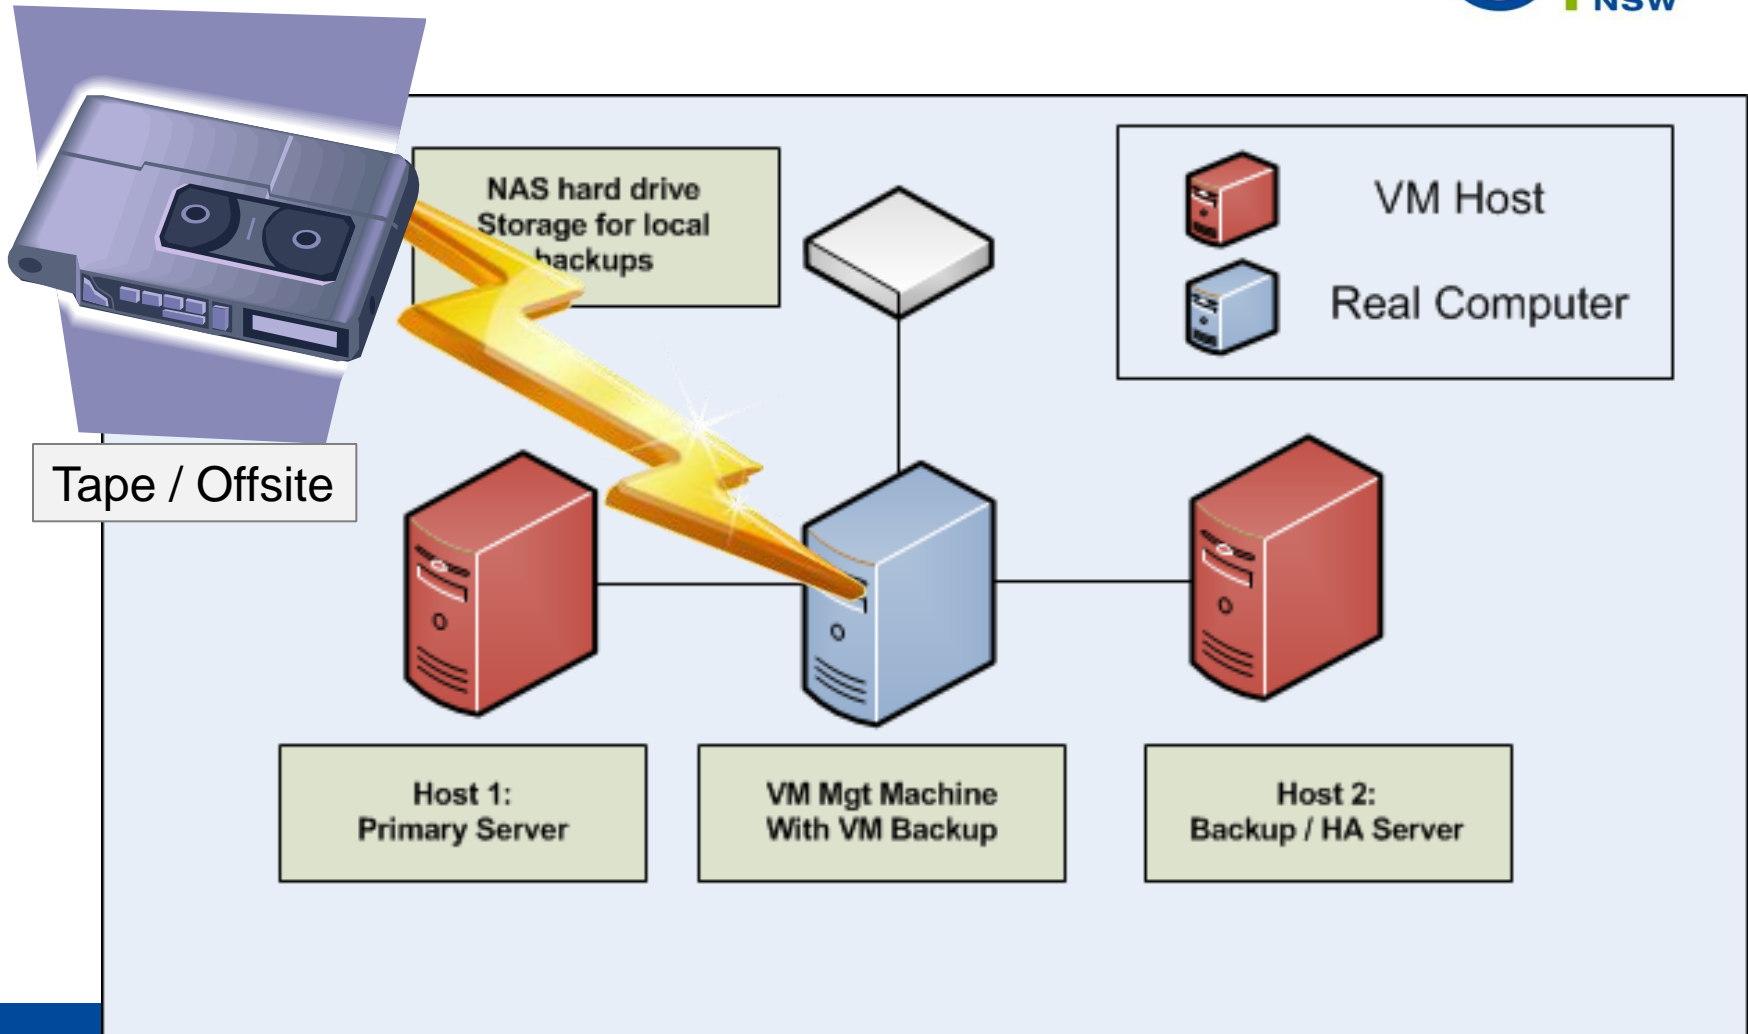 NSW
NAS hard drive
Storage for local
backups
VM Host
Real Computer
Tape / Offsite
Host 1:
Primary Server
VM Mgt Machine
With VM Backup
Host 2:
Backup / HA Server